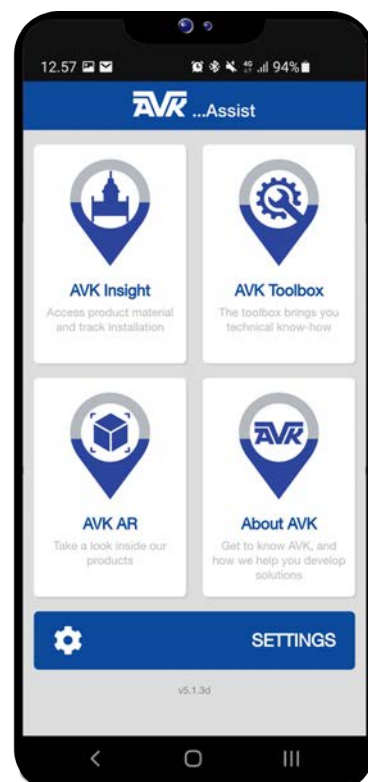 12.57 4G 94%
AVK ...Assist
AVK Insight
Access product material
and track installation
AVK Toolbox
The toolbox brings you
technical know-how
AVK AR
Take a look inside our
products
AVK
About AVK
Get to know AVK, and
how we help you develop
solutions
SETTINGS
v5.1.3d